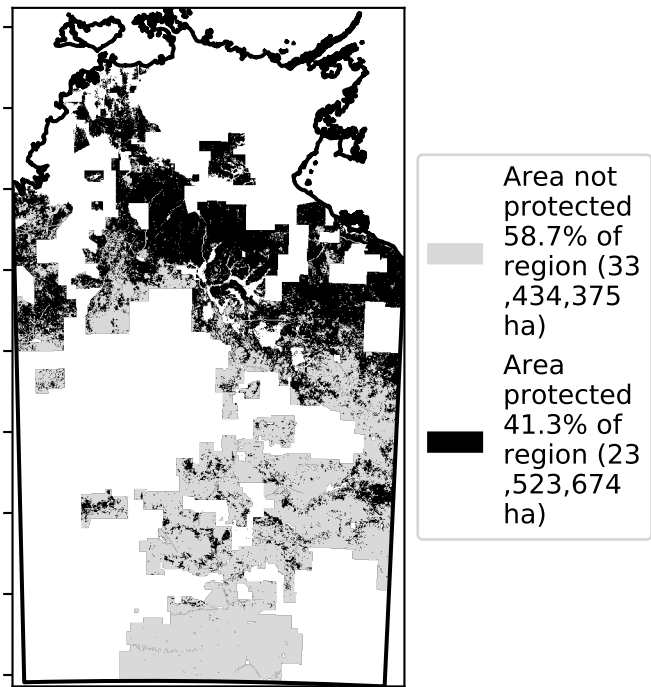 Area not
protected
58.7% of
region (33
,434,375
ha)
Area
protected
41.3% of
region (23
,523,674
ha)